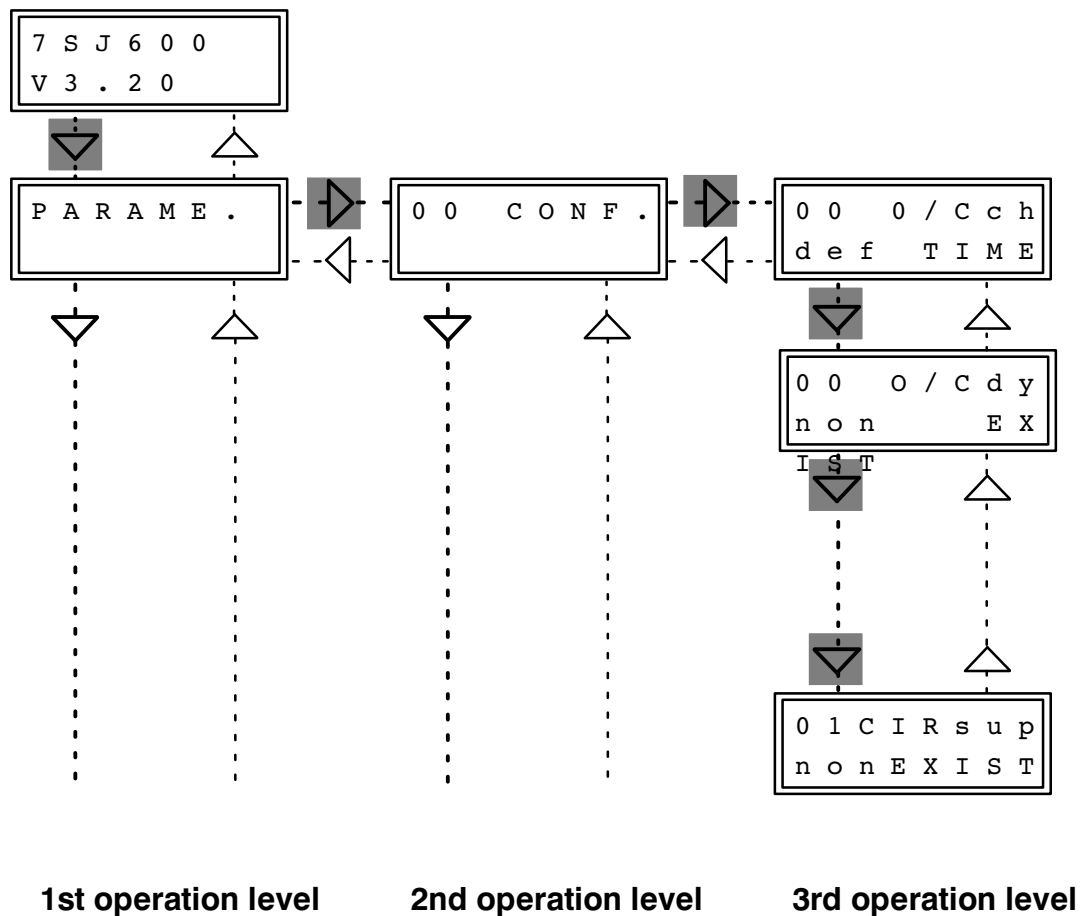 7SJ600
V3.20
PARAME.
00 CONF.
00 0/Cch
def TIME
00 O/Cdy
non EX
IST
01CIRsup
nonEXIST
1st operation level
2nd operation level
3rd operation level